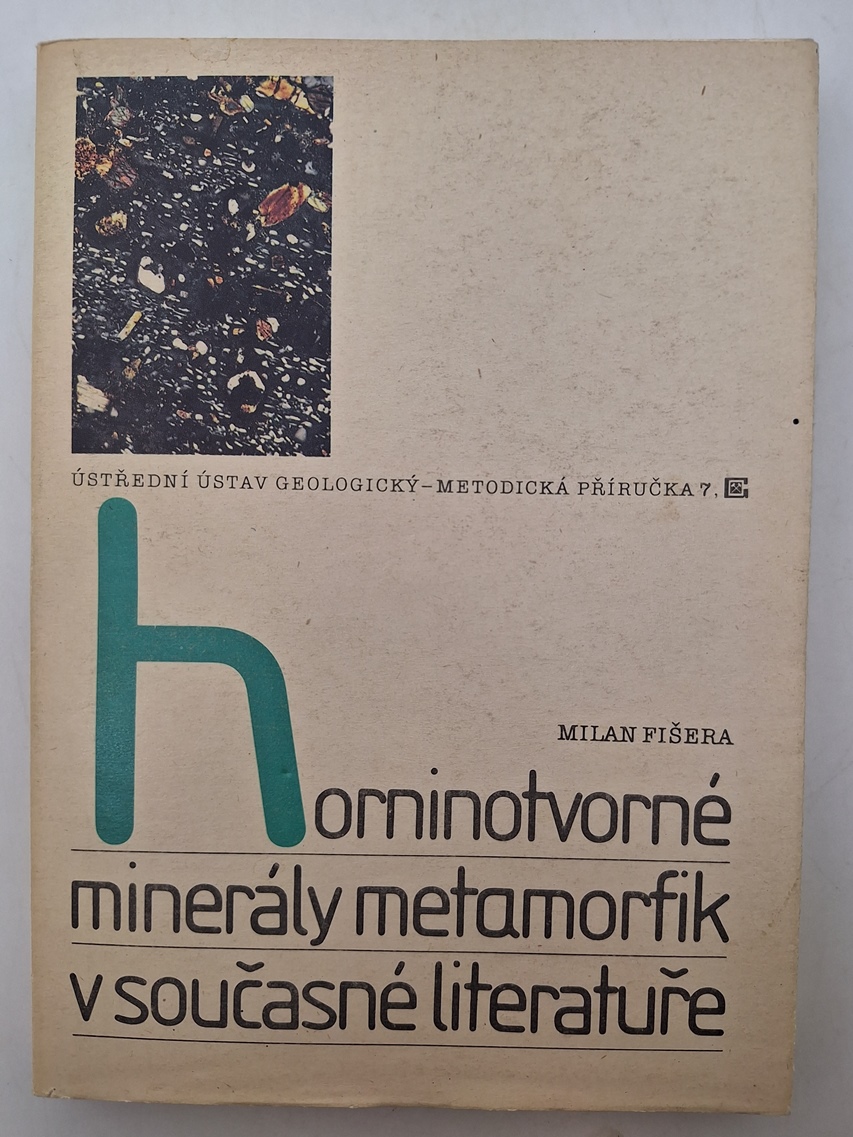 ÚSTŘEDNÍ ÚSTAV GEOLOGICKÝ–METODICKÁ PŘÍRUČKA 7,
MILAN FIŠERA
horninotvorné
minerály metamorfik
v současné literatuře